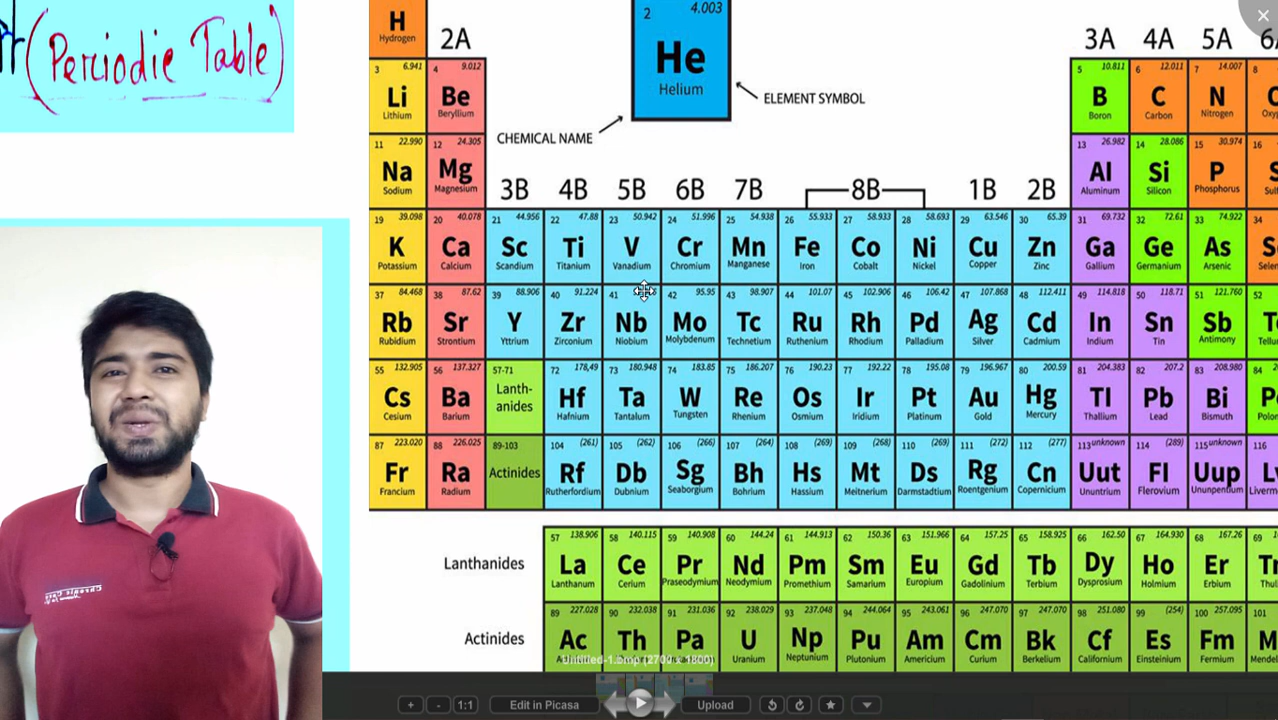 (Periodic Table)
H
Hydrogen
2A
2 4.003
He
Helium
ELEMENT SYMBOL
CHEMICAL NAME
3A 4A 5A
3 6.941 4 9.012 5 10.811 6 12.011 7 14.007 8
Li Be B C N
Lithium Beryllium Boron Carbon Nitrogen
11 22.990 12 24.305 13 26.982 14 28.086 15 30.974 16
Na Mg Al Si P
Sodium Magnesium Aluminum Silicon Phosphorus
3B 4B 5B 6B 7B 8B 1B 2B
19 39.098 20 40.078 21 44.956 22 47.88 23 50.942 24 51.996 25 54.938 26 55.933 27 58.933 28 58.693 29 63.546 30 65.39 31 69.732 32 72.61 33 74.922 34
K Ca Sc Ti V Cr Mn Fe Co Ni Cu Zn Ga Ge As
Potassium Calcium Scandium Titanium Vanadium Chromium Manganese Iron Cobalt Nickel Copper Zinc Gallium Germanium Arsenic
37 84.468 38 87.62 39 88.906 40 91.224 41 42 95.95 43 98.907 44 101.07 45 102.906 46 106.42 47 107.868 48 112.411 49 114.818 50 118.71 51 121.760 52
Rb Sr Y Zr Nb Mo Tc Ru Rh Pd Ag Cd In Sn Sb
Rubidium Strontium Yttrium Zirconium Niobium Molybdenum Technetium Ruthenium Rhodium Palladium Silver Cadmium Indium Tin Antimony
55 132.905 56 137.327 57-71 72 178,49 73 180.948 74 183.85 75 186.207 76 190.23 77 192.22 78 195.08 79 196.967 80 200.59 81 204.383 82 207.2 83 208.980 84
Cs Ba Lanth- Hf Ta W Re Os Ir Pt Au Hg Tl Pb Bi
Cesium Barium anides Hafnium Tantalum Tungsten Rhenium Osmium Iridium Platinum Gold Mercury Thallium Lead Bismuth
87 223.020 88 226.025 89-103 104 (261) 105 (262) 106 (266) 107 (264) 108 (269) 109 (268) 110 (269) 111 (272) 112 (277) 113 unknown 114 (289) 115 unknown 116
Fr Ra Actinides Rf Db Sg Bh Hs Mt Ds Rg Cn Uut Fl Uup
Francium Radium Rutherfordium Dubnium Seaborgium Bohrium Hassium Meitnerium Darmstadtium Roentgenium Copernicium Ununtrium Flerovium Ununpentium
57 138.906 58 140.115 59 140.908 60 144.24 61 144.913 62 150.36 63 151.966 64 157.25 65 158.925 66 162.50 67 164.930 68 167.26 69
Lanthanides La Ce Pr Nd Pm Sm Eu Gd Tb Dy Ho Er
Lanthanum Cerium Praseodymium Neodymium Promethium Samarium Europium Gadolinium Terbium Dysprosium Holmium Erbium
89 227.028 90 232.038 91 231.036 92 238.029 93 237.048 94 244.064 95 243.061 96 247.070 97 247.070 98 251.080 99 (254) 100 257.095 101
Actinides Ac Th Pa U Np Pu Am Cm Bk Cf Es Fm
Uranium Neptunium Plutonium Americium Curium Berkelium Californium Einsteinium Fermium
Untitled-1.bmp (2700 x 1800)
+ - 1:1 Edit in Picasa Upload